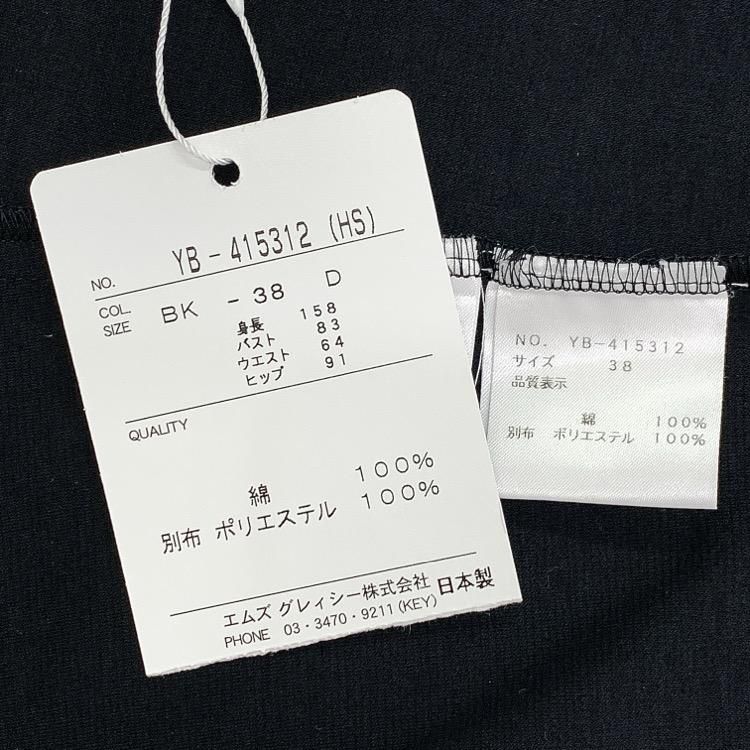 NO. YB-415312 (HS)
COL. SIZE BK -38 D
身長 158
バスト 83
ウエスト 64
ヒップ 91
QUALITY
綿 100%
別布 ポリエステル 100%
エムズ グレィシー株式会社 日本製
PHONE 03・3470・9211(KEY)
NO. YB-415312
サイズ 38
品質表示
綿 100%
別布 ポリエステル 100%